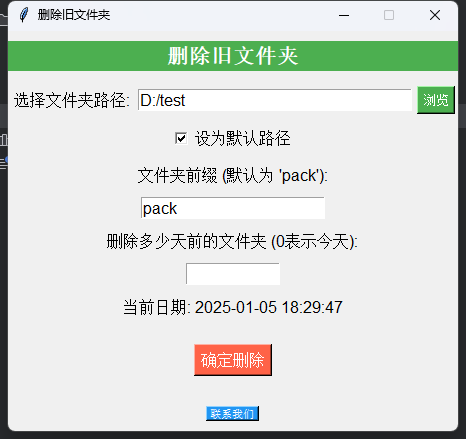 删除旧文件夹
删除旧文件夹
选择文件夹路径: D:/test 浏览
设为默认路径
文件夹前缀 (默认为 'pack'):
pack
删除多少天前的文件夹 (0表示今天):
当前日期: 2025-01-05 18:29:47
确定删除
联系我们